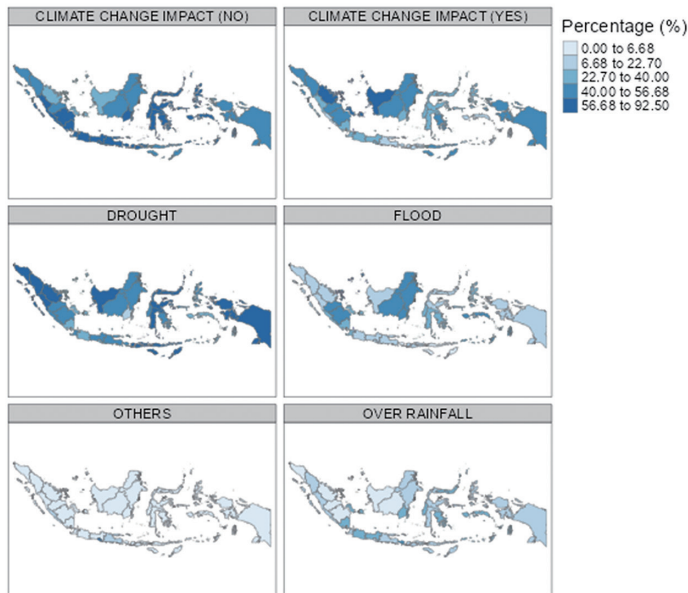 CLIMATE CHANGE IMPACT (NO)
CLIMATE CHANGE IMPACT (YES)
Percentage (%)
0.00 to 6.68
6.68 to 22.70
22.70 to 40.00
40.00 to 56.68
56.68 to 92.50
DROUGHT
FLOOD
OTHERS
OVER RAINFALL